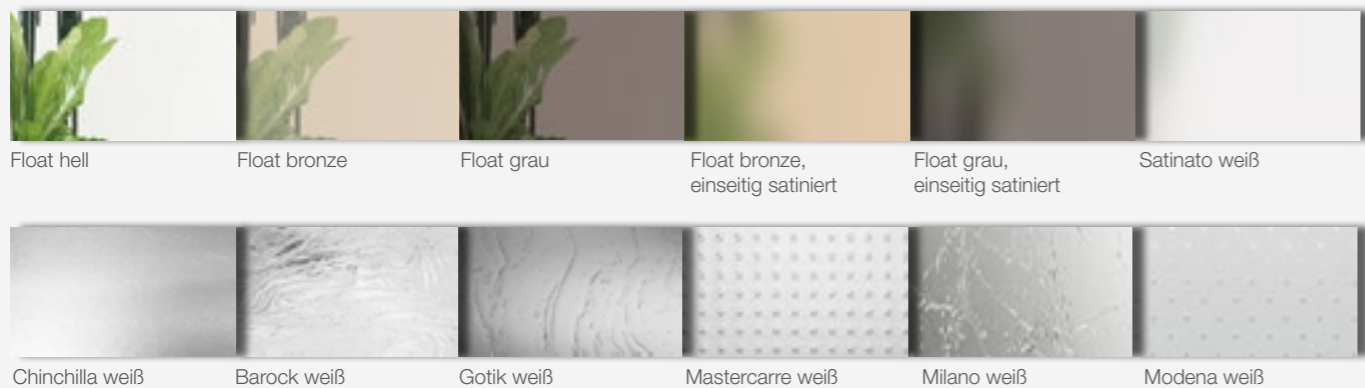 Float hell
Float bronze
Float grau
Float bronze,
einseitig satiniert
Float grau,
einseitig satiniert
Satinato weiß
Chinchilla weiß
Barock weiß
Gotik weiß
Mastercarre weiß
Milano weiß
Modena weiß